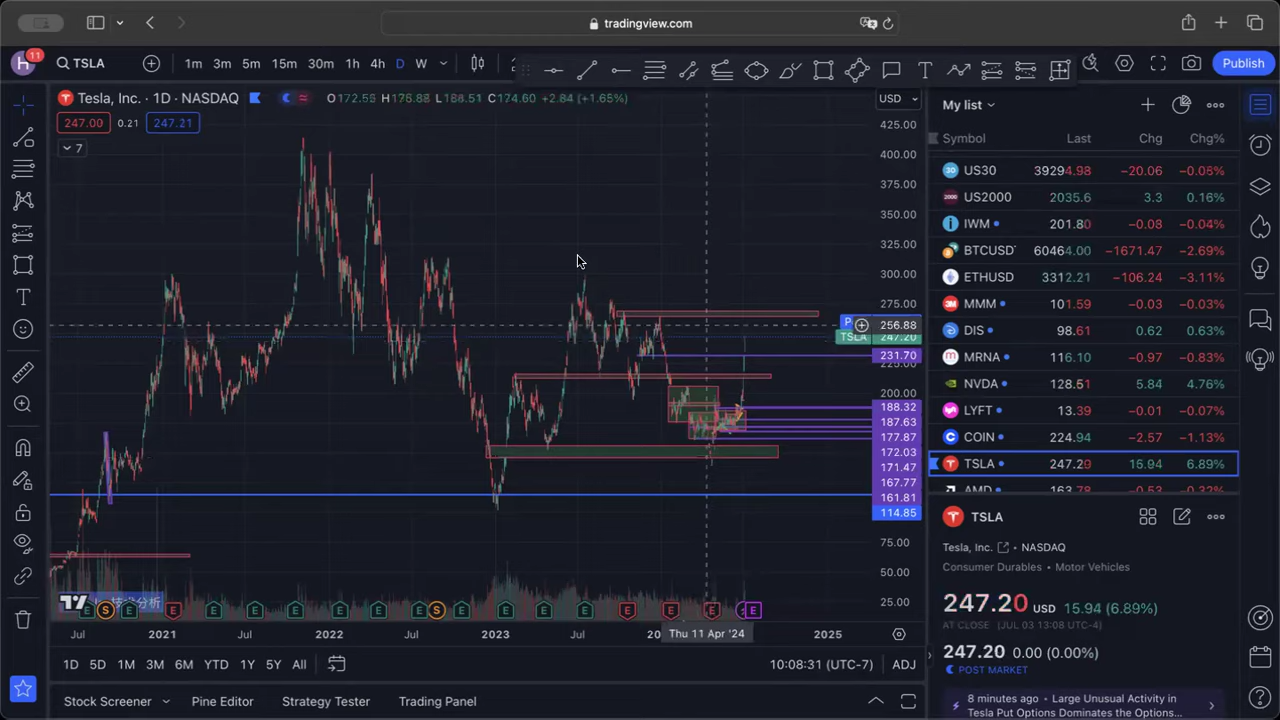 tradingview.com
11
TSLA
1m 3m 5m 15m 30m 1h 4h D W
Publish
Tesla, Inc. · 1D · NASDAQ
C174.60 +2.84 (+1.65%)
247.00 0.21 247.21
7
USD
425.00
400.00
375.00
350.00
325.00
300.00
275.00
256.88
TSLA 247.20
231.70
225.00
200.00
188.32
187.63
177.87
172.03
171.47
167.77
161.81
114.85
75.00
50.00
25.00
Jul 2021 Jul 2022 Jul 2023 Jul Thu 11 Apr '24 2025
1D 5D 1M 3M 6M YTD 1Y 5Y All
10:08:31 (UTC-7) ADJ
Stock Screener Pine Editor Strategy Tester Trading Panel
My list
Symbol Last Chg Chg%
US30 39294.98 −20.06 −0.05%
US2000 2035.6 3.3 0.16%
IWM 201.80 −0.08 −0.04%
BTCUSD 60464.00 −1671.47 −2.69%
ETHUSD 3312.21 −106.24 −3.11%
MMM 101.59 −0.03 −0.03%
DIS 98.61 0.62 0.63%
MRNA 116.10 −0.97 −0.83%
NVDA 128.51 5.84 4.76%
LYFT 13.39 −0.01 −0.07%
COIN 224.94 −2.57 −1.13%
TSLA 247.20 15.94 6.89%
AMD 163.78 −0.53 −0.32%
TSLA
Tesla, Inc. • NASDAQ
Consumer Durables • Motor Vehicles
247.20 USD 15.94 (6.89%)
AT CLOSE (JUL 03 13:08 UTC-4)
247.20 0.00 (0.00%)
POST MARKET
8 minutes ago • Large Unusual Activity in
Tesla Put Options Dominates the Options...